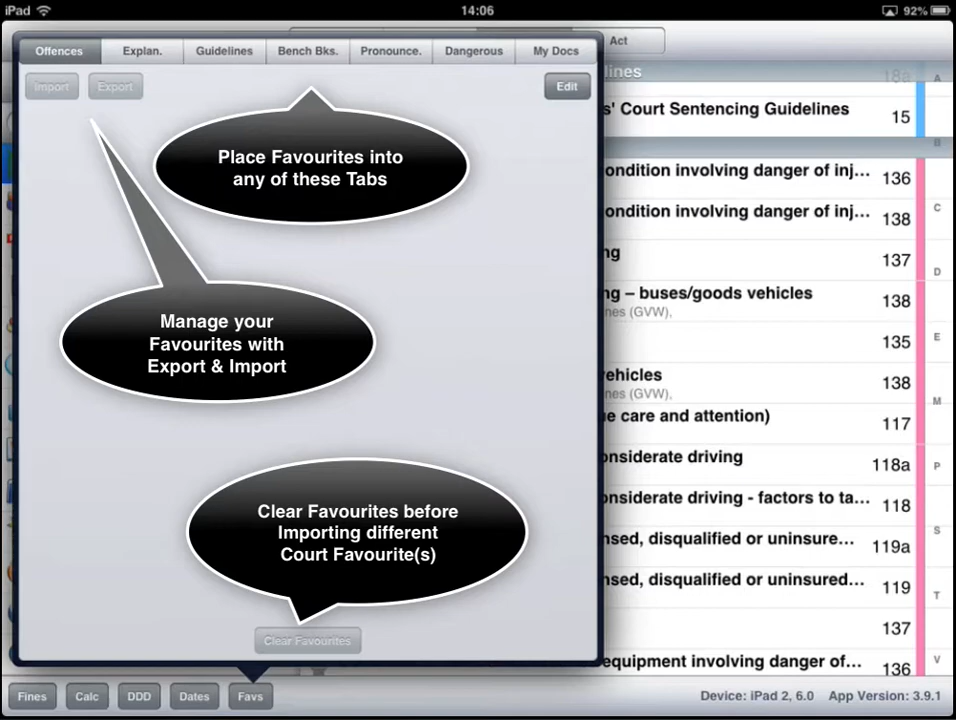 iPad
14:06
92%
Offences
Explan.
Guidelines
Bench Bks.
Pronounce.
Dangerous
My Docs
Act
Import
Export
Edit
lines
18a
A
s' Court Sentencing Guidelines
15
B
Place Favourites into
any of these Tabs
ondition involving danger of inj...
136
ondition involving danger of inj...
138
C
ng
137
D
ng – buses/goods vehicles
nes (GVW),
138
Manage your
Favourites with
Export & Import
135
E
ehicles
nes (GVW),
138
e care and attention)
117
M
onsiderate driving
118a
P
onsiderate driving - factors to ta...
118
Clear Favourites before
Importing different
Court Favourite(s)
nsed, disqualified or uninsure...
119a
S
nsed, disqualified or uninsured...
119
T
137
Clear Favourites
equipment involving danger of...
136
V
Fines
Calc
DDD
Dates
Favs
Device: iPad 2, 6.0
App Version: 3.9.1